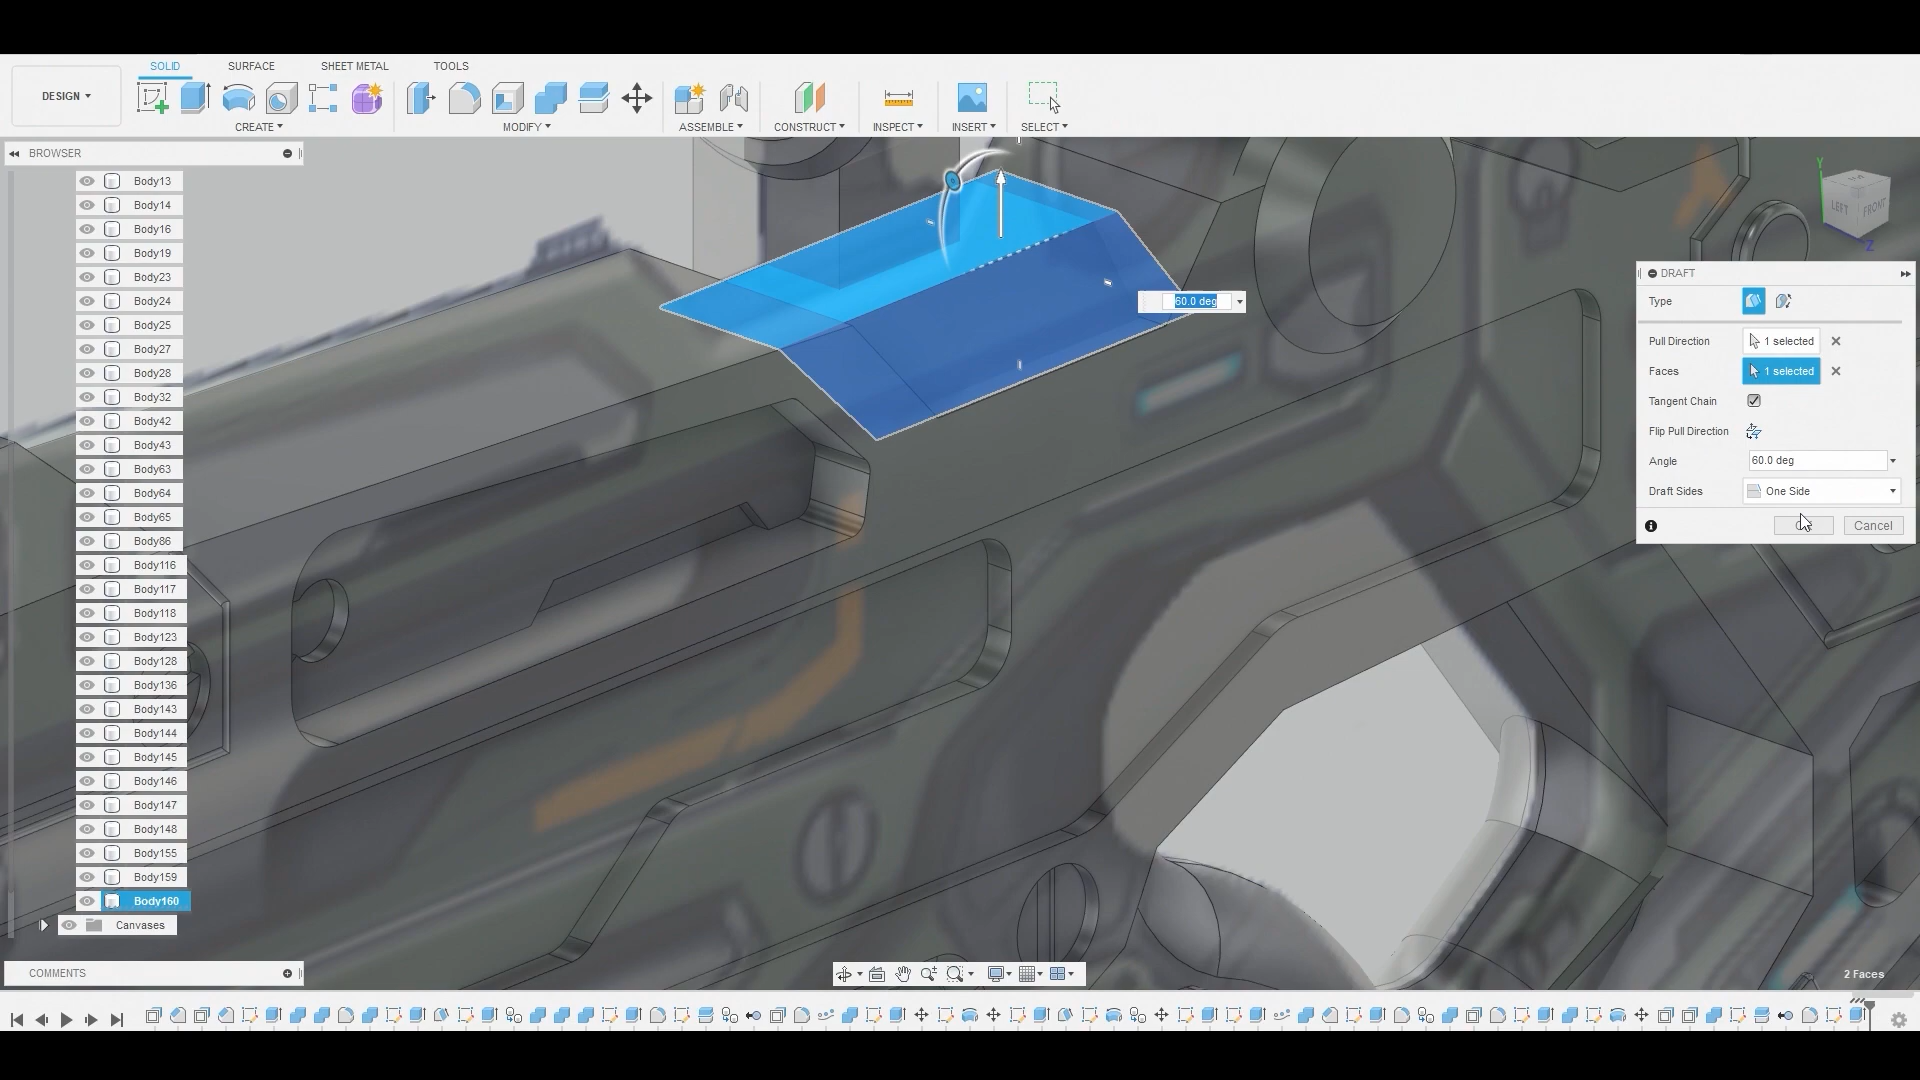 SOLID SURFACE SHEET METAL TOOLS
DESIGN
CREATE MODIFY ASSEMBLE CONSTRUCT INSPECT INSERT SELECT
BROWSER
Body13
Body14
Body16
Body19
Body23
Body24
Body25
Body27
Body28
Body32
Body42
Body43
Body63
Body64
Body65
Body86
Body116
Body117
Body118
Body123
Body128
Body136
Body143
Body144
Body145
Body146
Body147
Body148
Body155
Body159
Body160
Canvases
COMMENTS
60.0 deg
Y
LEFT FRONT
Z
DRAFT
Type
Pull Direction 1 selected
Faces 1 selected
Tangent Chain
Flip Pull Direction
Angle 60.0 deg
Draft Sides One Side
Cancel
2 Faces